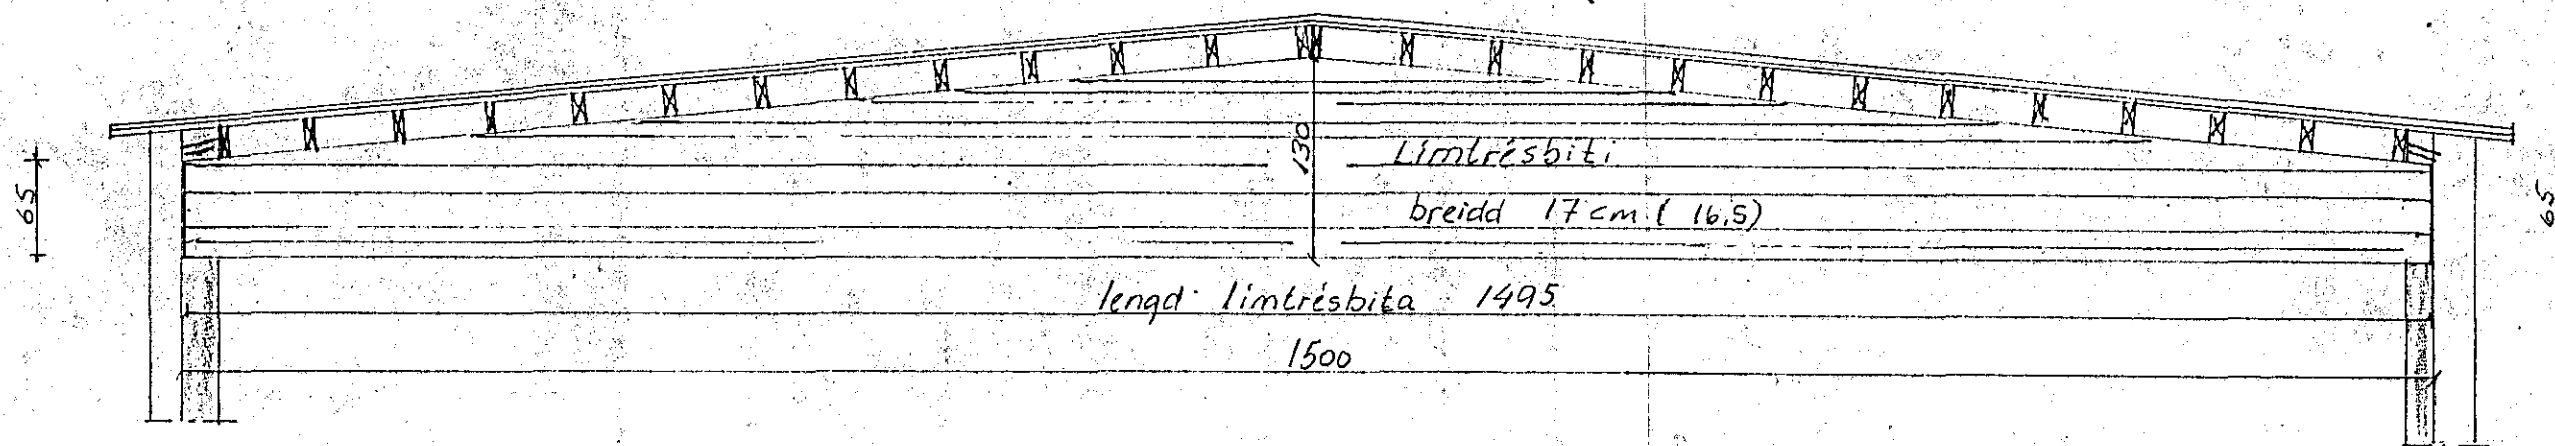 130
65
Límtrésbiti
breidd 17 cm. ( 16,5)
65
lengd límtrésbita 1495
1500